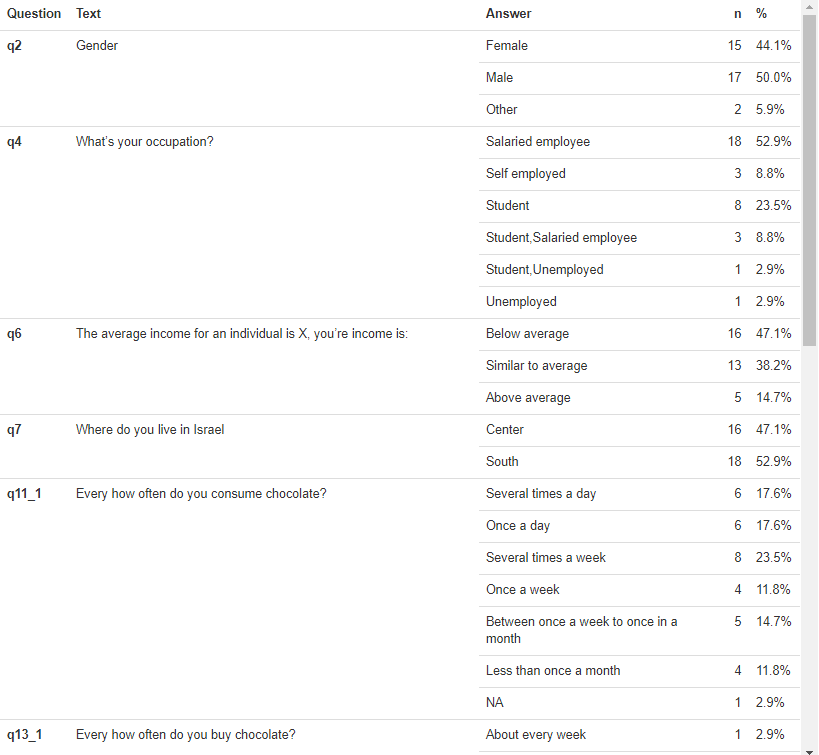 Question Text Answer n %
q2 Gender Female 15 44.1%
Male 17 50.0%
Other 2 5.9%
q4 What's your occupation? Salaried employee 18 52.9%
Self employed 3 8.8%
Student 8 23.5%
Student,Salaried employee 3 8.8%
Student,Unemployed 1 2.9%
Unemployed 1 2.9%
q6 The average income for an individual is X, you're income is: Below average 16 47.1%
Similar to average 13 38.2%
Above average 5 14.7%
q7 Where do you live in Israel Center 16 47.1%
South 18 52.9%
q11_1 Every how often do you consume chocolate? Several times a day 6 17.6%
Once a day 6 17.6%
Several times a week 8 23.5%
Once a week 4 11.8%
Between once a week to once in a 5 14.7%
month
Less than once a month 4 11.8%
NA 1 2.9%
q13_1 Every how often do you buy chocolate? About every week 1 2.9%